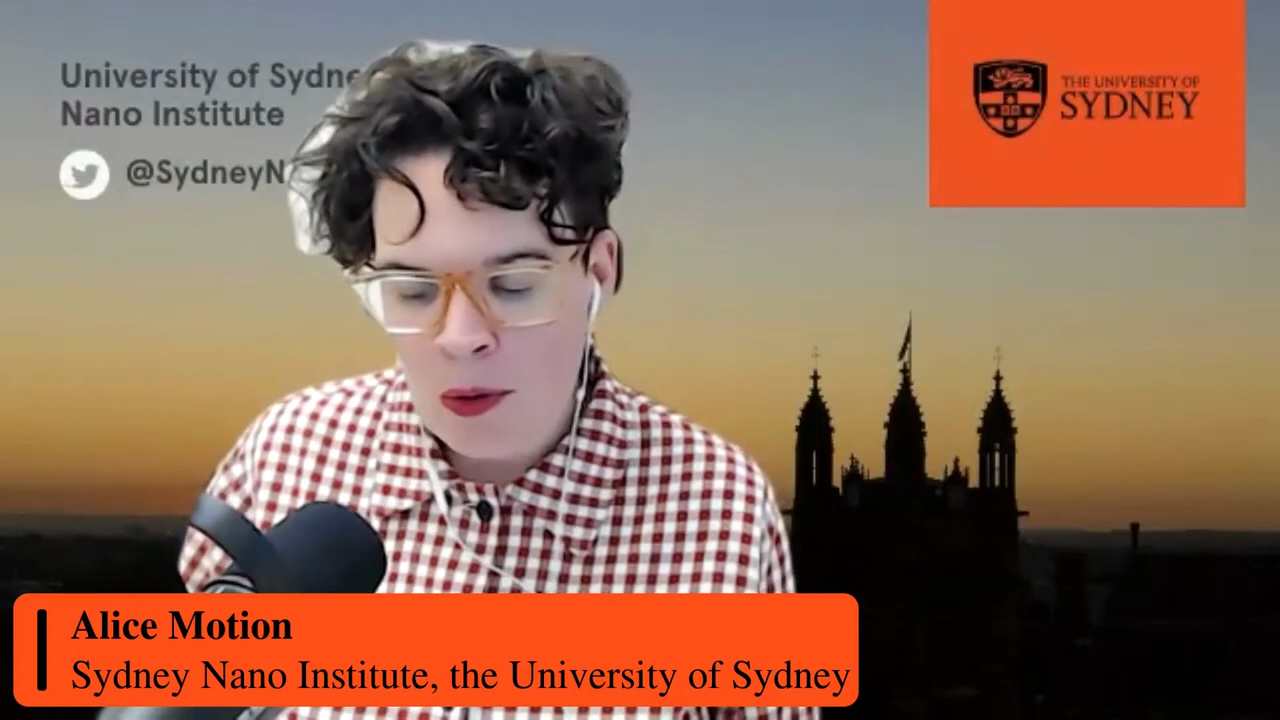 University of Sydne
Nano Institute
@SydneyN
THE UNIVERSITY OF
SYDNEY
Alice Motion
Sydney Nano Institute, the University of Sydney